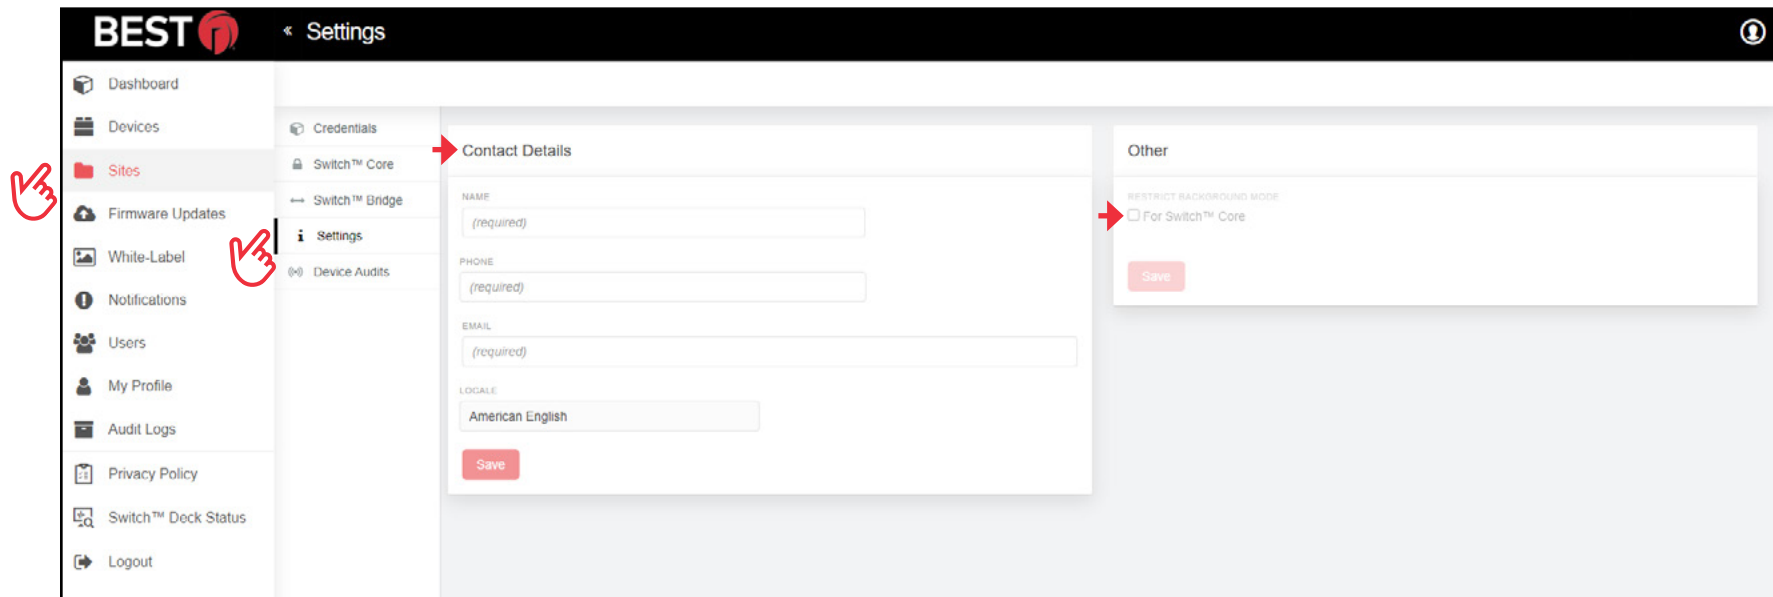 BEST
« Settings
Dashboard
Devices
Sites
Firmware Updates
White-Label
Notifications
Users
My Profile
Audit Logs
Privacy Policy
Switch™ Deck Status
Logout
Credentials
Switch™ Core
Switch™ Bridge
Settings
Device Audits
Contact Details
NAME
(required)
PHONE
(required)
EMAIL
(required)
LOCALE
American English
Save
Other
RESTRICT BACKGROUND MODE
For Switch™ Core
Save